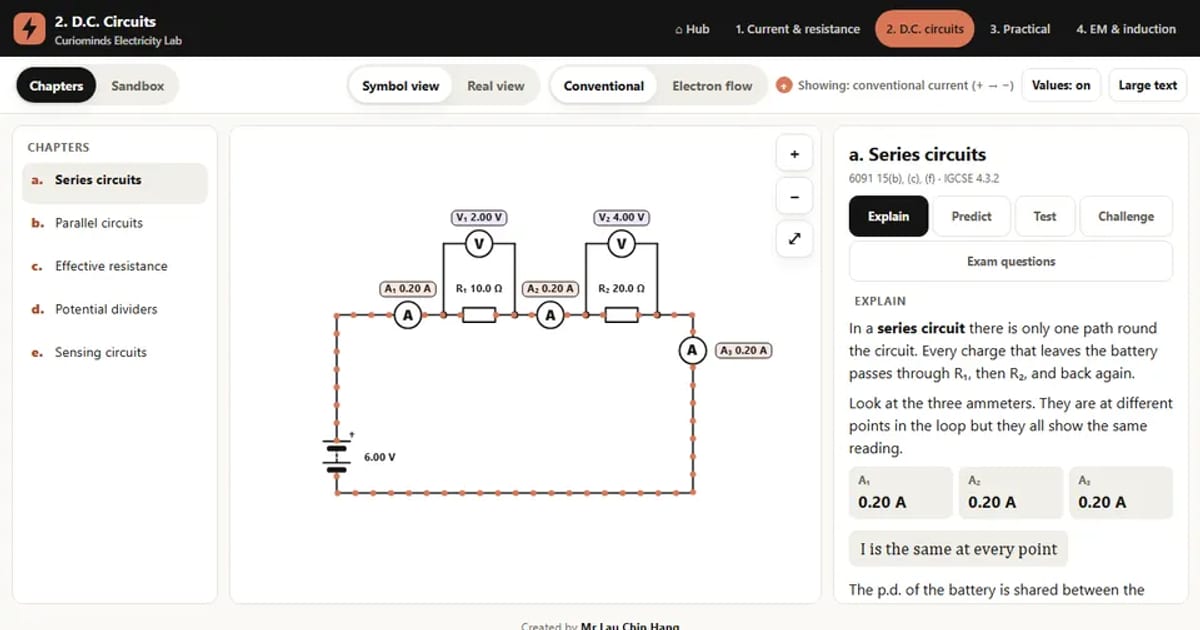 2. D.C. Circuits
Curiominds Electricity Lab
⌂ Hub
1. Current & resistance
2. D.C. circuits
3. Practical
4. EM & induction
Chapters
Sandbox
Symbol view
Real view
Conventional
Electron flow
Showing: conventional current (+ → −)
Values: on
Large text
CHAPTERS
a. Series circuits
b. Parallel circuits
c. Effective resistance
d. Potential dividers
e. Sensing circuits
+
−
⤢
V₁ 2.00 V
V₂ 4.00 V
V
V
A₁ 0.20 A
R₁ 10.0 Ω
A₂ 0.20 A
R₂ 20.0 Ω
A
A
A
A₃ 0.20 A
+
6.00 V
a. Series circuits
6091 15(b), (c), (f) · IGCSE 4.3.2
Explain
Predict
Test
Challenge
Exam questions
EXPLAIN
In a series circuit there is only one path round
the circuit. Every charge that leaves the battery
passes through R₁, then R₂, and back again.
Look at the three ammeters. They are at different
points in the loop but they all show the same
reading.
A₁
0.20 A
A₂
0.20 A
A₃
0.20 A
I is the same at every point
The p.d. of the battery is shared between the
Created by Mr Lau Chin Hang